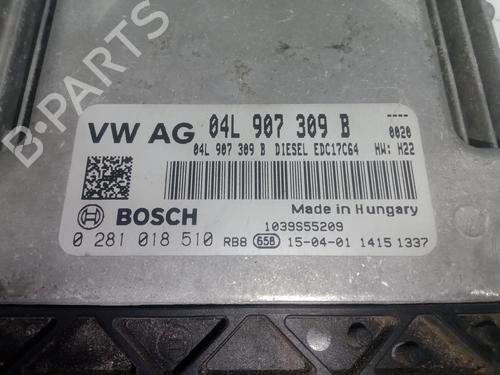 B-PARTS
VW AG 04L 907 309 B ----
0020
04L 907 309 B DIESEL EDC17C64 HW: H22
BOSCH
Made in Hungary
1039S55209
0 281 018 510 RB8 658 15-04-01 1415 1337